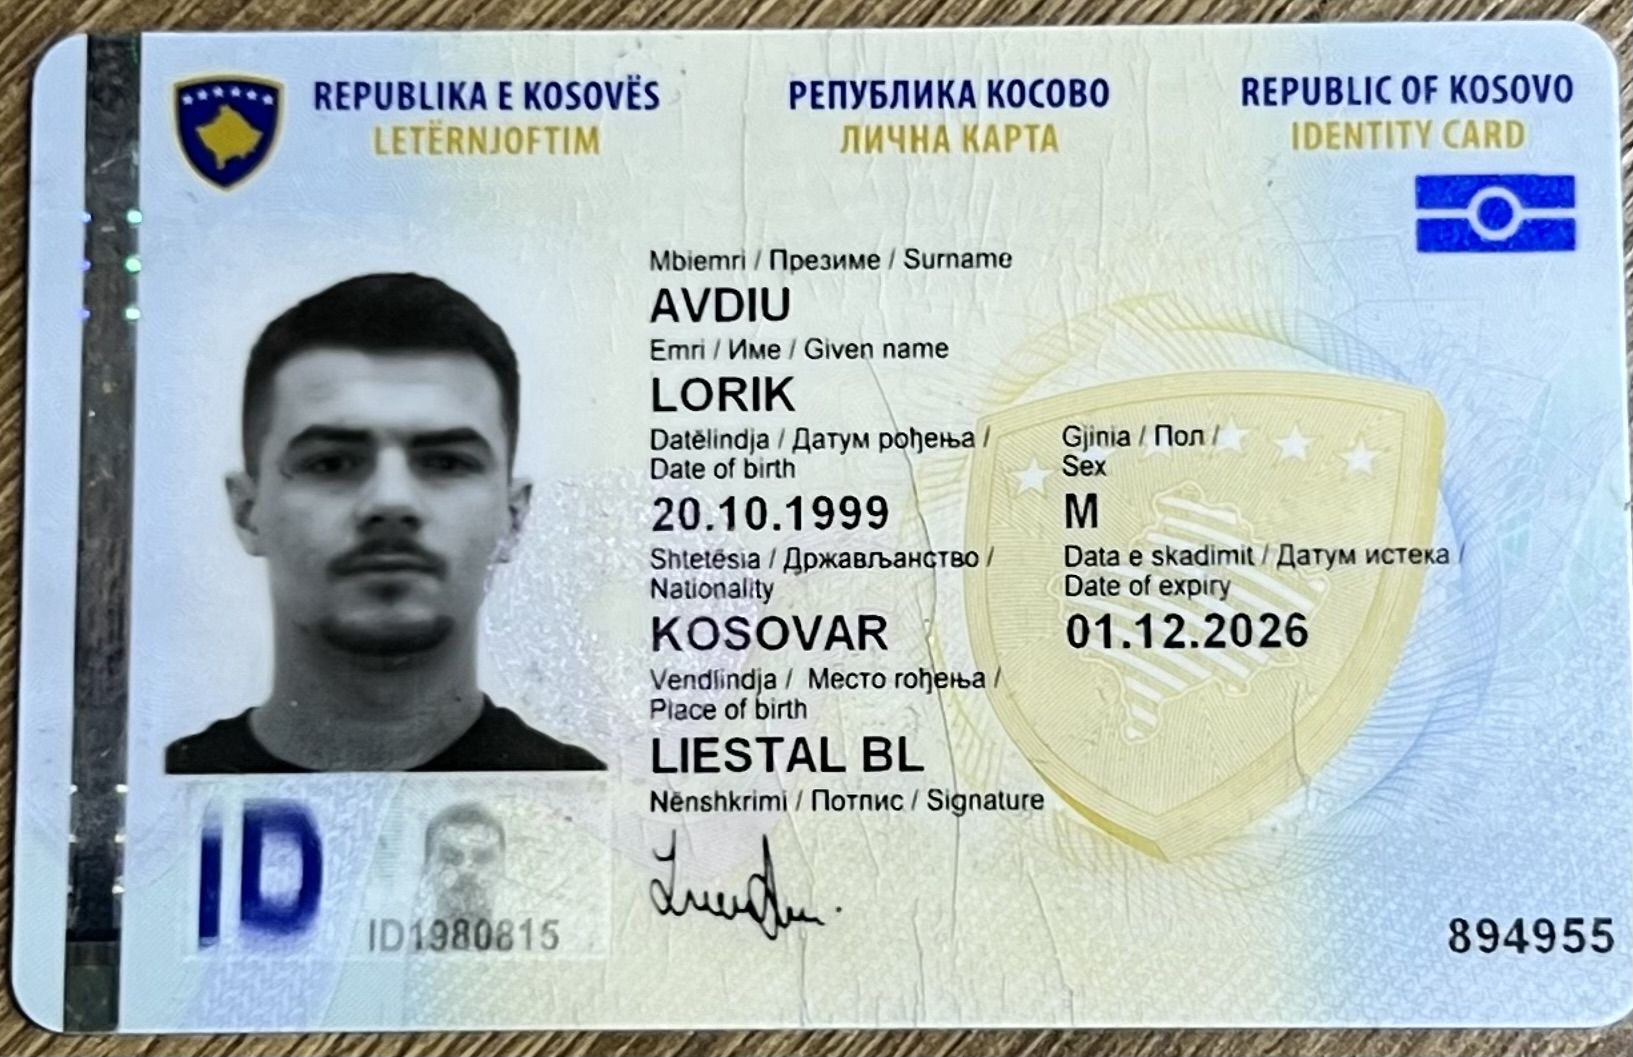 REPUBLIKA E KOSOVËS
LETËRNJOFTIM
РЕПУБЛИКА КОСОВО
ЛИЧНА КАРТА
REPUBLIC OF KOSOVO
IDENTITY CARD
Mbiemri / Презиме / Surname
AVDIU
Emri / Име / Given name
LORIK
Datëlindja / Датум рођења /
Date of birth
20.10.1999
Gjinia / Пол /
Sex
M
Shtetësia / Држављанство /
Nationality
KOSOVAR
Data e skadimit / Датум истека /
Date of expiry
01.12.2026
Vendlindja / Место рођења /
Place of birth
LIESTAL BL
Nënshkrimi / Потпис / Signature
ID
ID1980815
894955